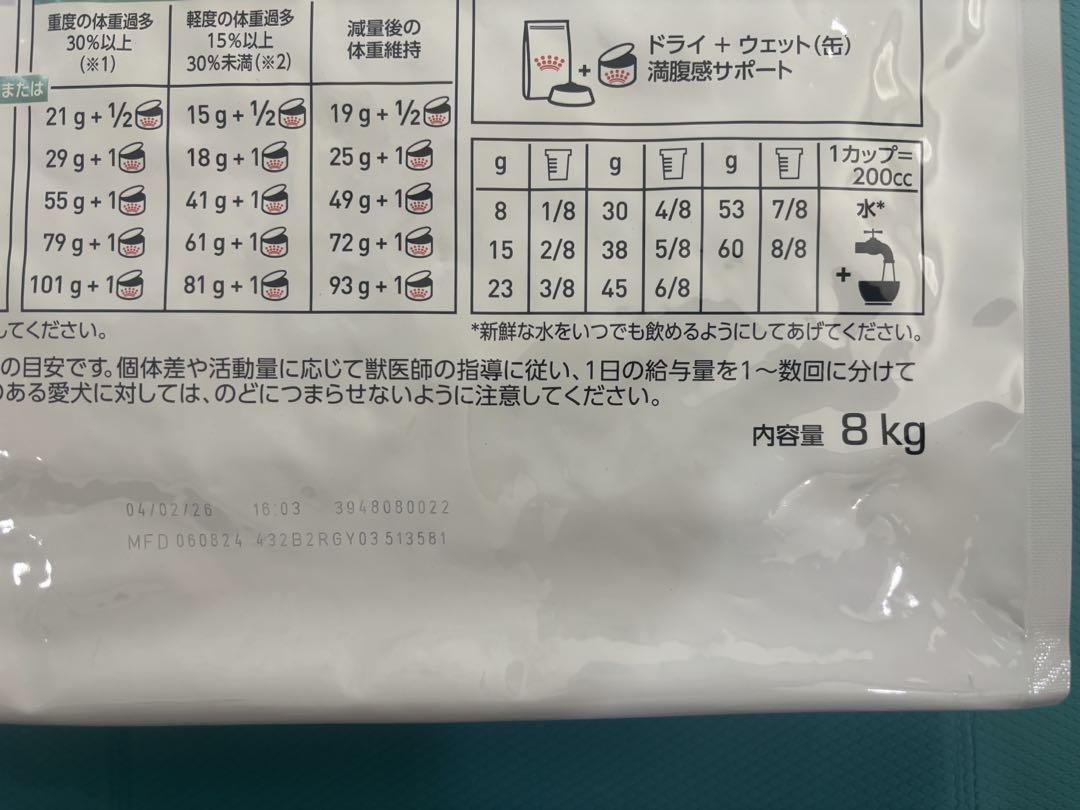 重度の体重過多
30%以上
(※1)
軽度の体重過多
15%以上
30%未満(※2)
減量後の
体重維持
または
21 g + 1/2
15 g + 1/2
19 g + 1/2
29 g + 1
18 g + 1
25 g + 1
55 g + 1
41 g + 1
49 g + 1
79 g + 1
61 g + 1
72 g + 1
101 g + 1
81 g + 1
93 g + 1
ドライ + ウェット(缶)
満腹感サポート
g g g 1カップ=
200cc
8 1/8 30 4/8 53 7/8 水*
15 2/8 38 5/8 60 8/8
23 3/8 45 6/8
してください。
*新鮮な水をいつでも飲めるようにしてあげてください。
の目安です。個体差や活動量に応じて獣医師の指導に従い、1日の給与量を1〜数回に分けて
のある愛犬に対しては、のどにつまらせないように注意してください。
内容量 8 kg
04/02/26 16:03 3948080022
MFD 060824 432B2RGY03 513581